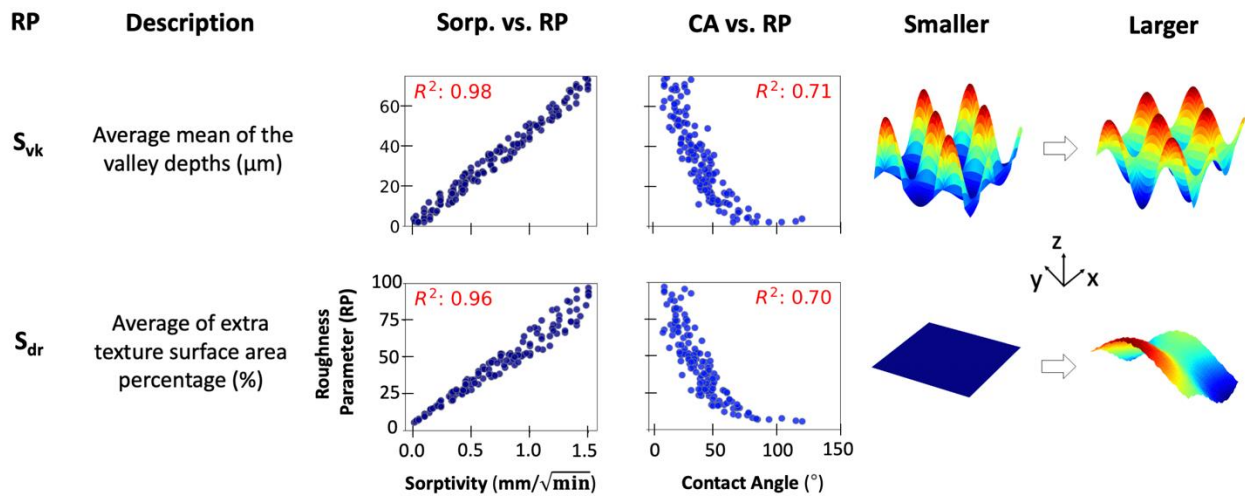 RP Description Sorp. vs. RP CA vs. RP Smaller Larger
S_vk
Average mean of the
valley depths (µm)
60
40
20
0
R²: 0.98
R²: 0.71
z
y x
S_dr
Average of extra
texture surface area
percentage (%)
Roughness
Parameter (RP)
100
75
50
25
0
R²: 0.96
R²: 0.70
0.0 0.5 1.0 1.5
0 50 100 150
Sorptivity (mm/√min)
Contact Angle (°)